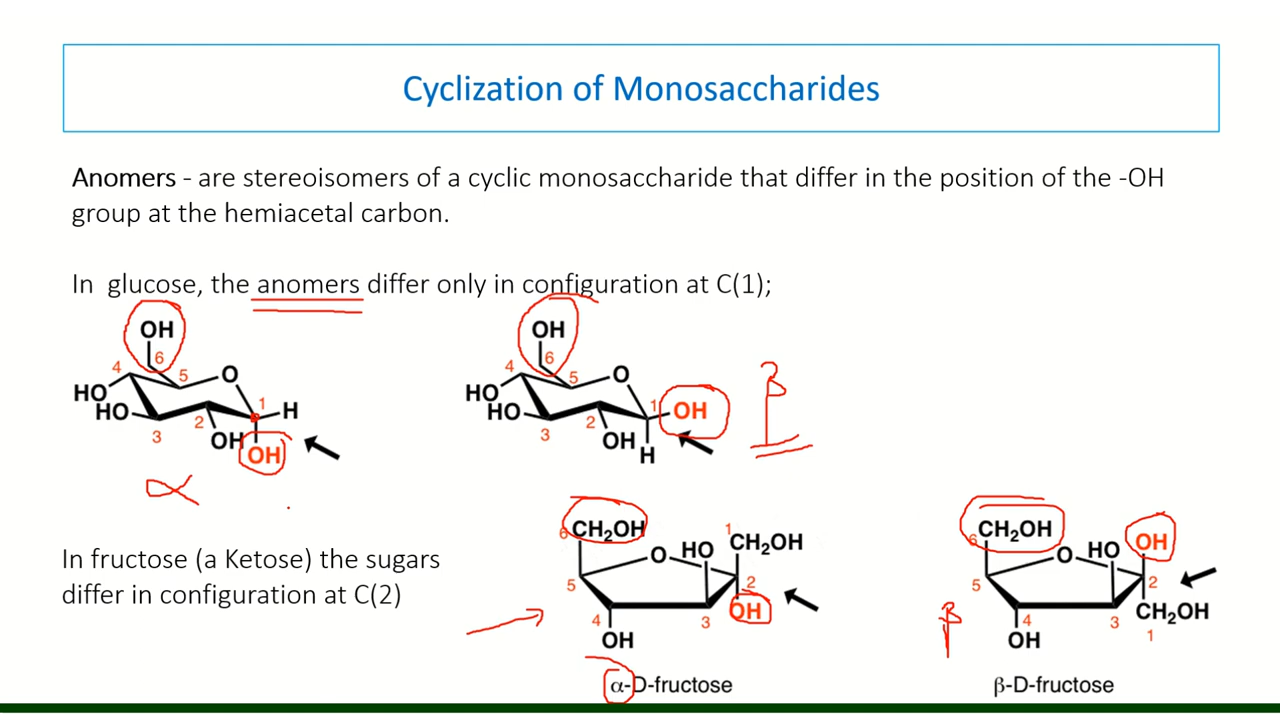 Cyclization of Monosaccharides
Anomers - are stereoisomers of a cyclic monosaccharide that differ in the position of the -OH
group at the hemiacetal carbon.
In glucose, the anomers differ only in configuration at C(1);
OH
6
4
5
O
HO
HO
1
H
2
3
OH
OH
α
OH
6
4
5
O
HO
HO
1
OH
2
3
OH
H
β
In fructose (a Ketose) the sugars
differ in configuration at C(2)
6
CH₂OH
O
HO
1
CH₂OH
5
2
OH
4
3
OH
α-D-fructose
6
CH₂OH
O
HO
OH
5
2
CH₂OH
4
3
1
OH
β
β-D-fructose